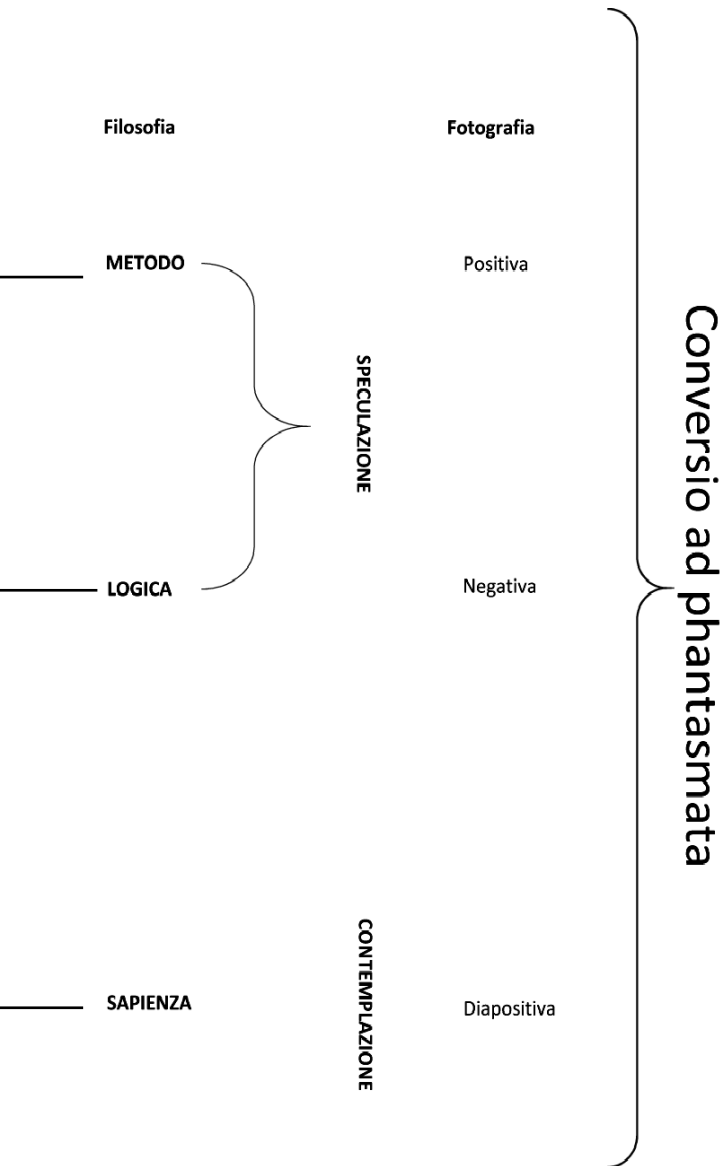 Filosofia
Fotografia
METODO
Positiva
SPECULAZIONE
LOGICA
Negativa
CONTEMPLAZIONE
SAPIENZA
Diapositiva
Conversio ad phantasmata